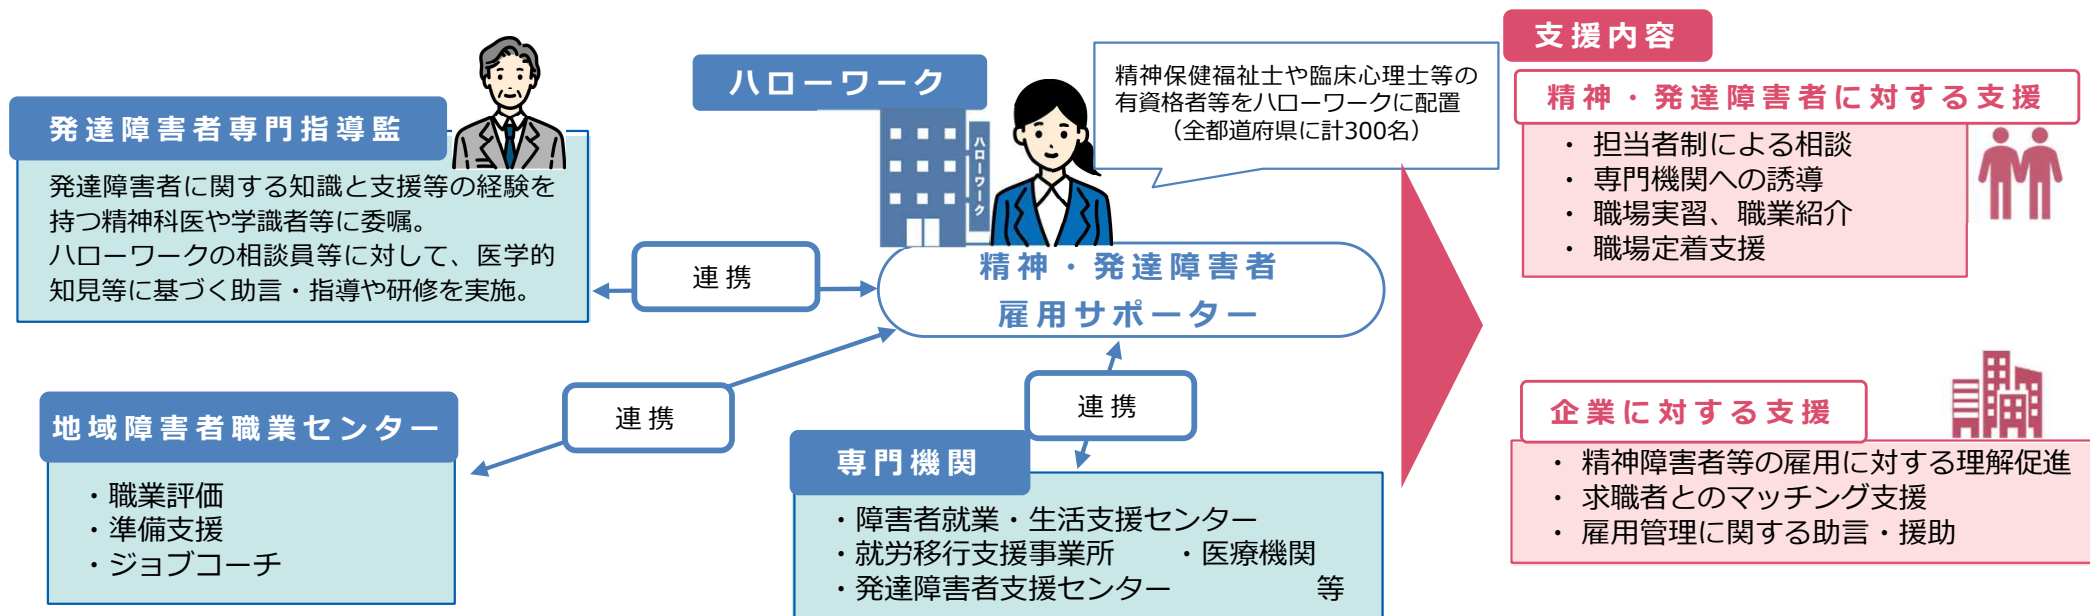 発達障害者専門指導監
発達障害者に関する知識と支援等の経験を
持つ精神科医や学識者等に委嘱。
ハローワークの相談員等に対して、医学的
知見等に基づく助言・指導や研修を実施。
ハローワーク
ハローワーク
精神保健福祉士や臨床心理士等の
有資格者等をハローワークに配置
（全都道府県に計300名）
連携
精神・発達障害者
雇用サポーター
連携
連携
地域障害者職業センター
・職業評価
・準備支援
・ジョブコーチ
専門機関
・障害者就業・生活支援センター
・就労移行支援事業所　　・医療機関
・発達障害者支援センター　　　　　等
支援内容
精神・発達障害者に対する支援
・ 担当者制による相談
・ 専門機関への誘導
・ 職場実習、職業紹介
・ 職場定着支援
企業に対する支援
・ 精神障害者等の雇用に対する理解促進
・ 求職者とのマッチング支援
・ 雇用管理に関する助言・援助